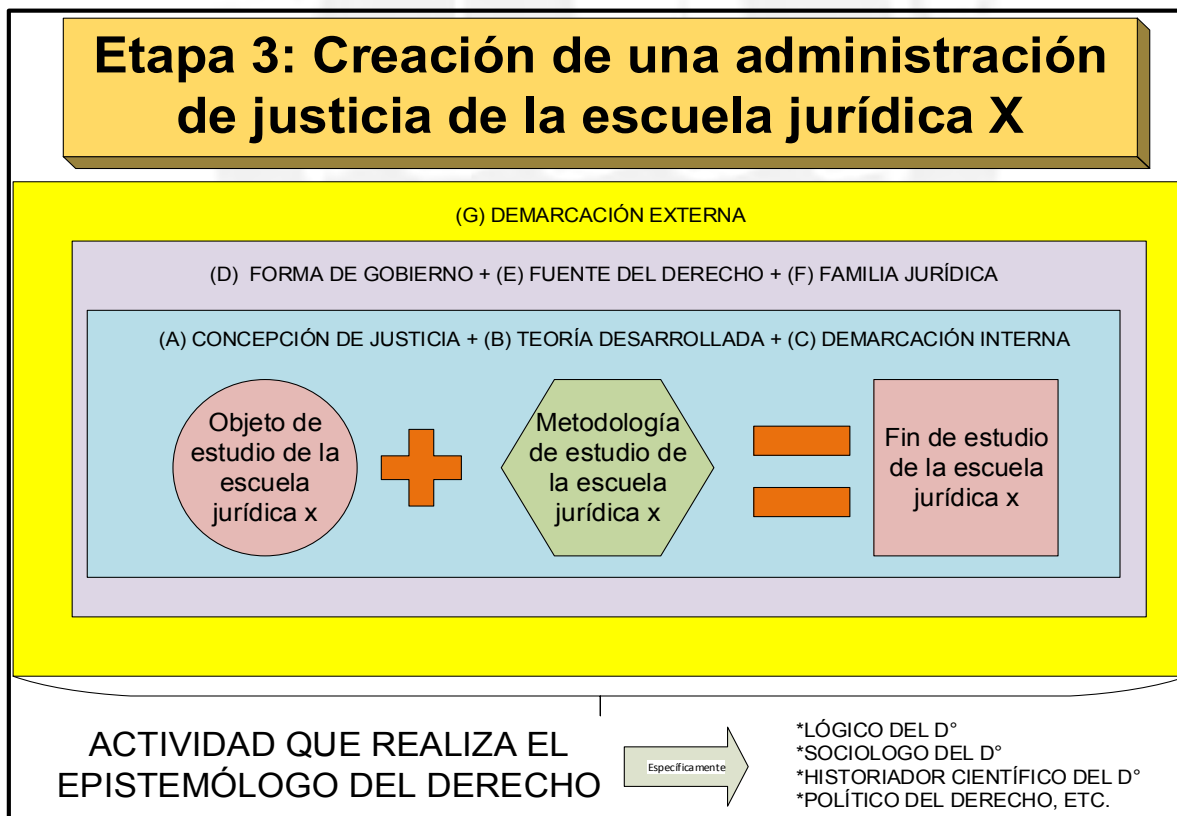 Etapa 3: Creación de una administración
de justicia de la escuela jurídica X
(G) DEMARCACIÓN EXTERNA
(D) FORMA DE GOBIERNO + (E) FUENTE DEL DERECHO + (F) FAMILIA JURÍDICA
(A) CONCEPCIÓN DE JUSTICIA + (B) TEORÍA DESARROLLADA + (C) DEMARCACIÓN INTERNA
Objeto de
estudio de la
escuela
jurídica x
Metodología
de estudio de
la escuela
jurídica x
Fin de estudio
de la escuela
jurídica x
ACTIVIDAD QUE REALIZA EL
EPISTEMÓLOGO DEL DERECHO
Específicamente
*LÓGICO DEL D°
*SOCIOLOGO DEL D°
*HISTORIADOR CIENTÍFICO DEL D°
*POLÍTICO DEL DERECHO, ETC.